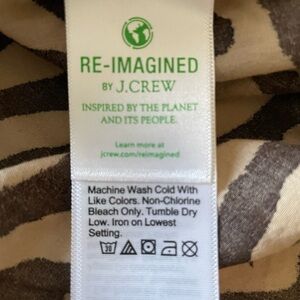 RE-IMAGINED
BY J.CREW
INSPIRED BY THE PLANET
AND ITS PEOPLE.
Learn more at
jcrew.com/reimagined
Machine Wash Cold With
Like Colors. Non-Chlorine
Bleach Only. Tumble Dry
Low. Iron on Lowest
Setting.
30